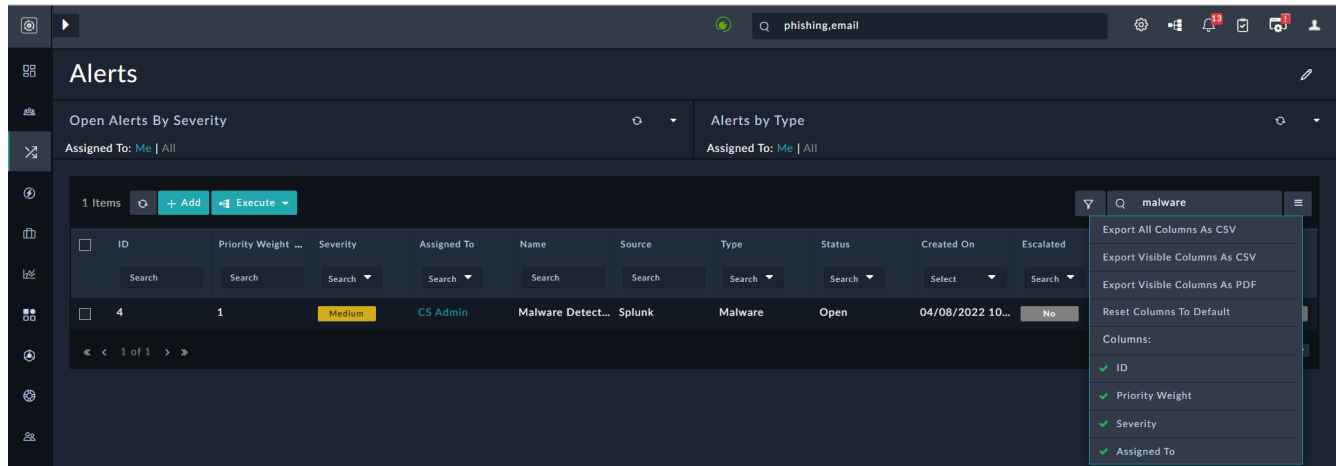 phishing,email
13
!
Alerts
Open Alerts By Severity
Assigned To: Me | All
Alerts by Type
Assigned To: Me | All
1 Items
+ Add
Execute
malware
ID
Priority Weight ...
Severity
Assigned To
Name
Source
Type
Status
Created On
Escalated
Search
Search
Search
Search
Search
Search
Search
Search
Select
Search
4
1
Medium
CS Admin
Malware Detect...
Splunk
Malware
Open
04/08/2022 10...
No
« < 1 of 1 > »
Export All Columns As CSV
Export Visible Columns As CSV
Export Visible Columns As PDF
Reset Columns To Default
Columns:
ID
Priority Weight
Severity
Assigned To